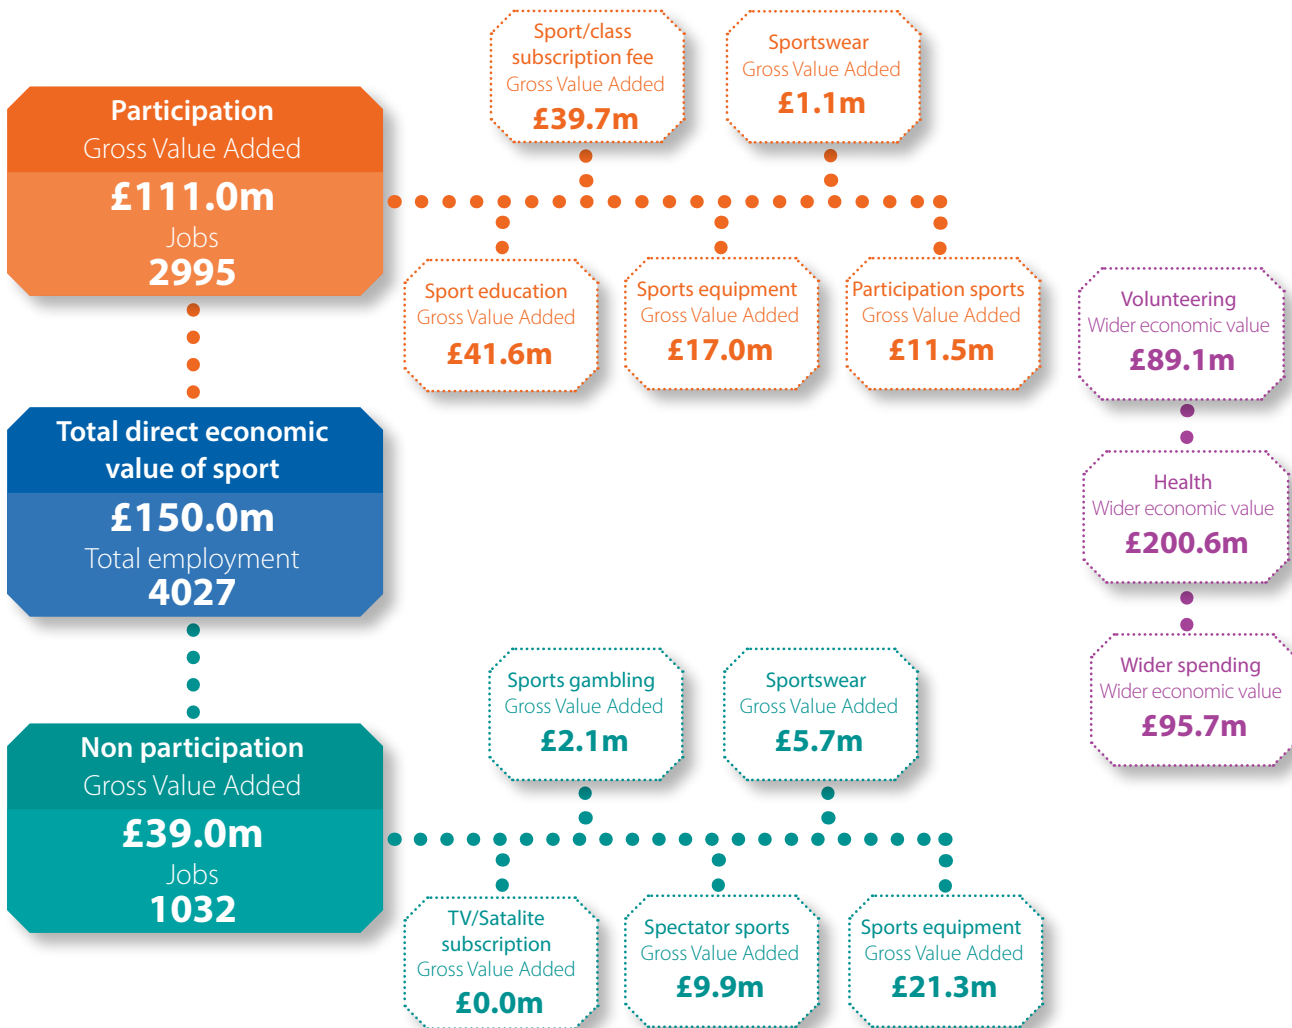 Participation
Gross Value Added
£111.0m
Jobs
2995
Sport/class
subscription fee
Gross Value Added
£39.7m
Sportswear
Gross Value Added
£1.1m
Sport education
Gross Value Added
£41.6m
Sports equipment
Gross Value Added
£17.0m
Participation sports
Gross Value Added
£11.5m
Total direct economic
value of sport
£150.0m
Total employment
4027
Non participation
Gross Value Added
£39.0m
Jobs
1032
Sports gambling
Gross Value Added
£2.1m
Sportswear
Gross Value Added
£5.7m
TV/Satalite
subscription
Gross Value Added
£0.0m
Spectator sports
Gross Value Added
£9.9m
Sports equipment
Gross Value Added
£21.3m
Volunteering
Wider economic value
£89.1m
Health
Wider economic value
£200.6m
Wider spending
Wider economic value
£95.7m